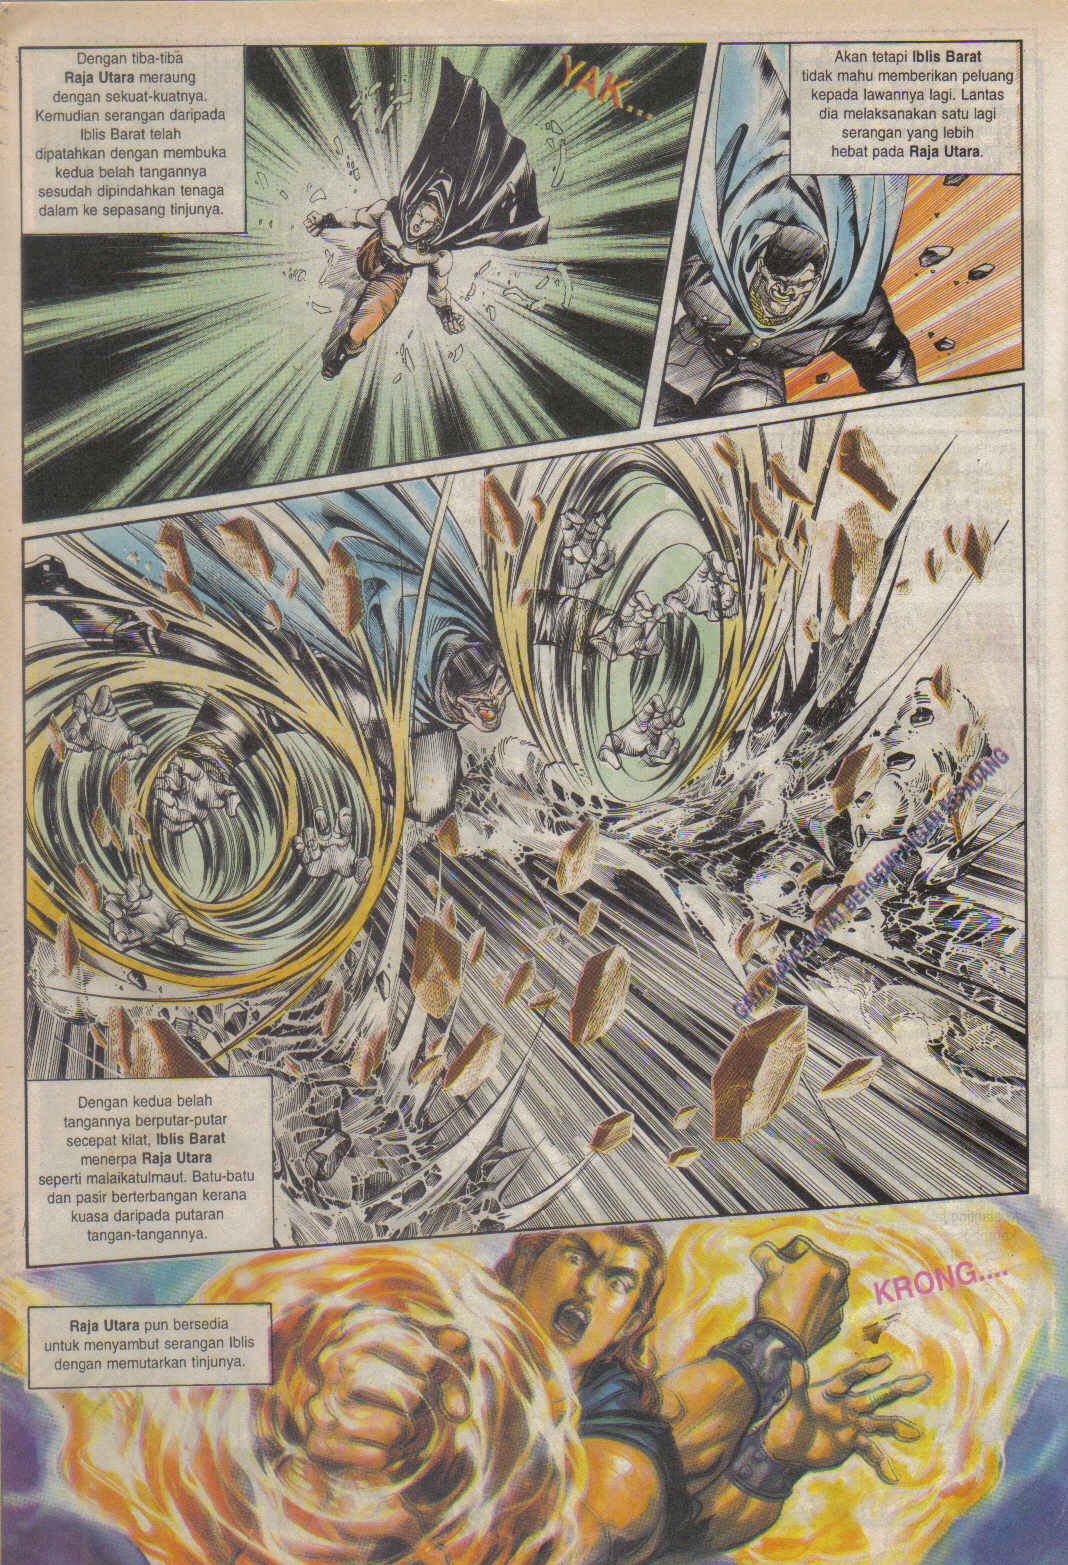 Dengan tiba-tiba
Raja Utara meraung
dengan sekuat-kuatnya.
Kemudian serangan daripada
Iblis Barat telah
dipatahkan dengan membuka
kedua belah tangannya
sesudah dipindahkan tenaga
dalam ke sepasang tinjunya.
YAK...
Akan tetapi Iblis Barat
tidak mahu memberikan peluang
kepada lawannya lagi. Lantas
dia melaksanakan satu lagi
serangan yang lebih
hebat pada Raja Utara.
BERGEMPANGAN DI PADANG
Dengan kedua belah
tangannya berputar-putar
secepat kilat, Iblis Barat
menerpa Raja Utara
seperti malaikatulmaut. Batu-batu
dan pasir berterbangan kerana
kuasa daripada putaran
tangan-tangannya.
Raja Utara pun bersedia
untuk menyambut serangan Iblis
dengan memutarkan tinjunya.
KRONG....